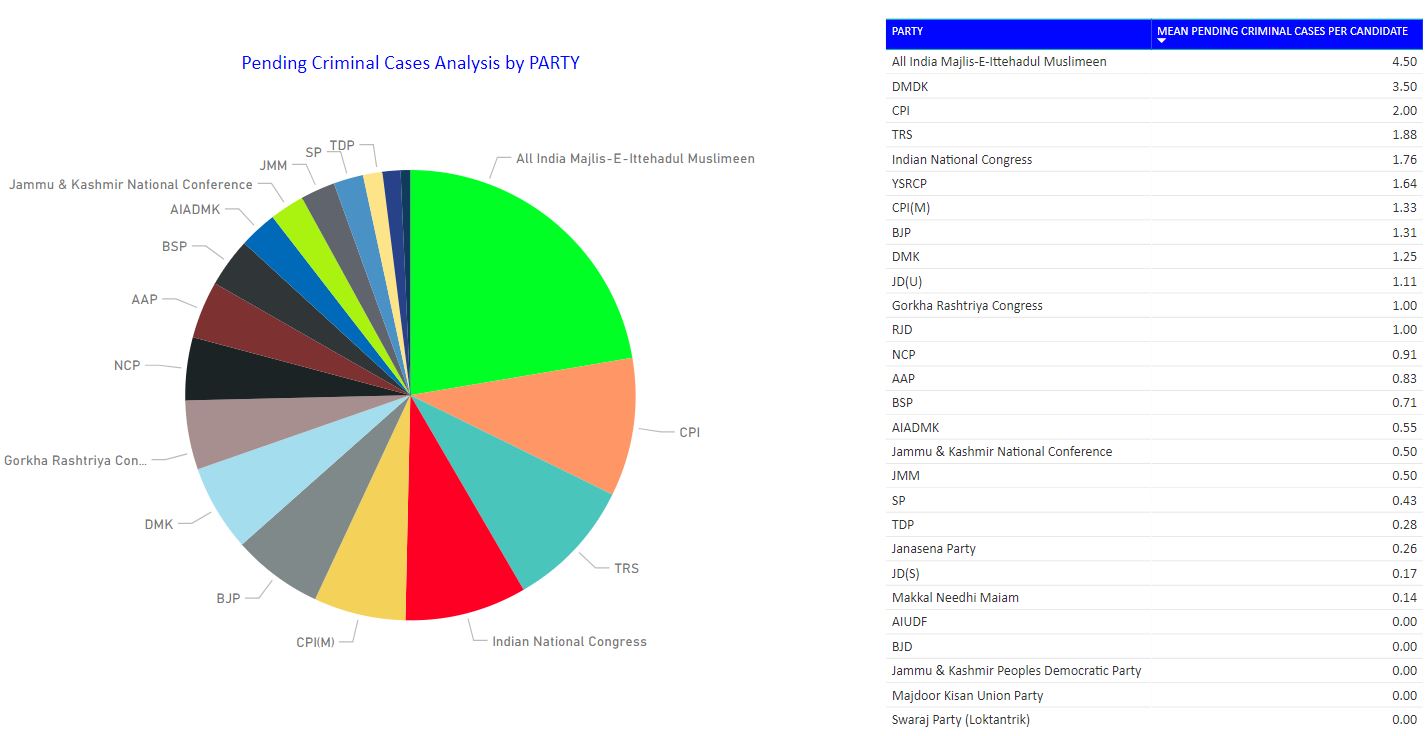 Pending Criminal Cases Analysis by PARTY
TDP
SP
JMM
All India Majlis-E-Ittehadul Muslimeen
Jammu & Kashmir National Conference
AIADMK
BSP
AAP
NCP
CPI
Gorkha Rashtriya Con...
DMK
TRS
BJP
CPI(M)
Indian National Congress
PARTY MEAN PENDING CRIMINAL CASES PER CANDIDATE
All India Majlis-E-Ittehadul Muslimeen 4.50
DMDK 3.50
CPI 2.00
TRS 1.88
Indian National Congress 1.76
YSRCP 1.64
CPI(M) 1.33
BJP 1.31
DMK 1.25
JD(U) 1.11
Gorkha Rashtriya Congress 1.00
RJD 1.00
NCP 0.91
AAP 0.83
BSP 0.71
AIADMK 0.55
Jammu & Kashmir National Conference 0.50
JMM 0.50
SP 0.43
TDP 0.28
Janasena Party 0.26
JD(S) 0.17
Makkal Needhi Maiam 0.14
AIUDF 0.00
BJD 0.00
Jammu & Kashmir Peoples Democratic Party 0.00
Majdoor Kisan Union Party 0.00
Swaraj Party (Loktantrik) 0.00